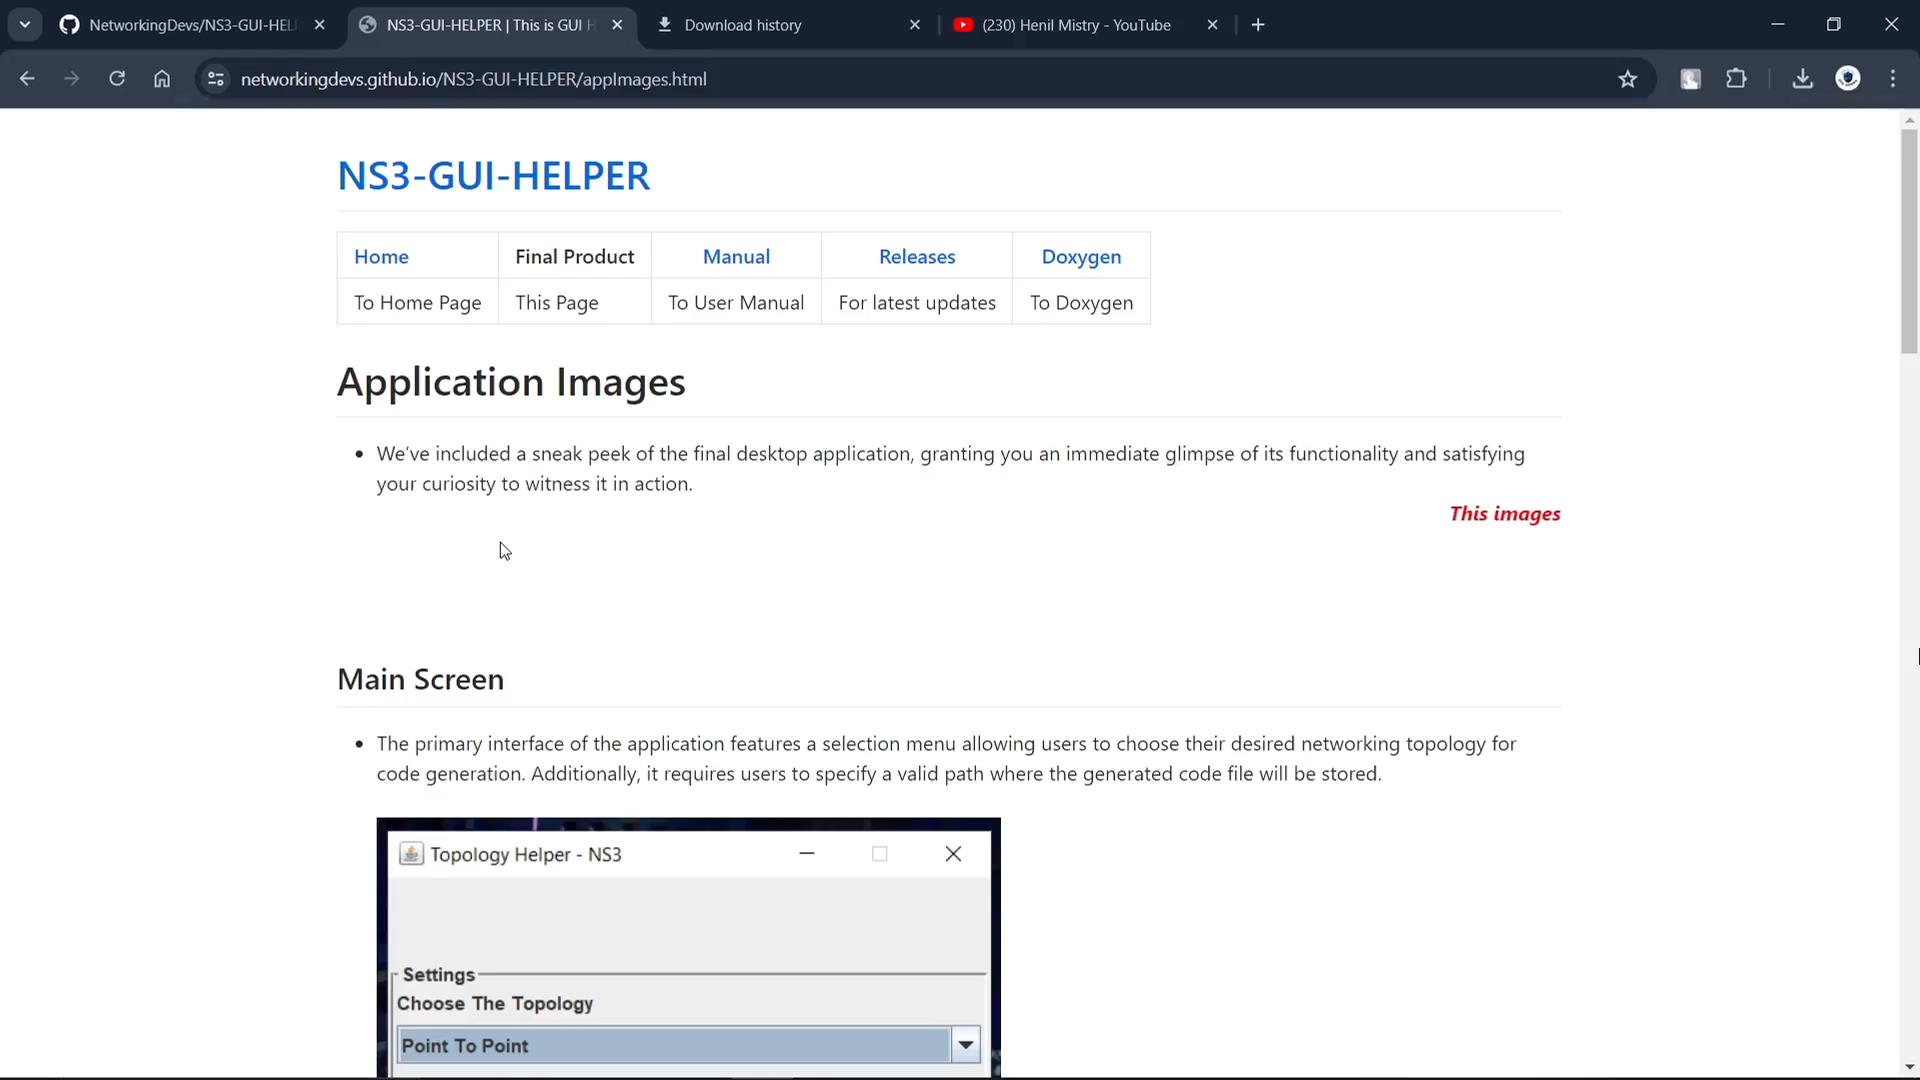 NetworkingDevs/NS3-GUI-HEL
NS3-GUI-HELPER | This is GUI H
Download history
(230) Henil Mistry - YouTube
networkingdevs.github.io/NS3-GUI-HELPER/appImages.html
NS3-GUI-HELPER
Home Final Product Manual Releases Doxygen
To Home Page This Page To User Manual For latest updates To Doxygen
Application Images
We've included a sneak peek of the final desktop application, granting you an immediate glimpse of its functionality and satisfying
your curiosity to witness it in action.
This images
Main Screen
The primary interface of the application features a selection menu allowing users to choose their desired networking topology for
code generation. Additionally, it requires users to specify a valid path where the generated code file will be stored.
Topology Helper - NS3
Settings
Choose The Topology
Point To Point